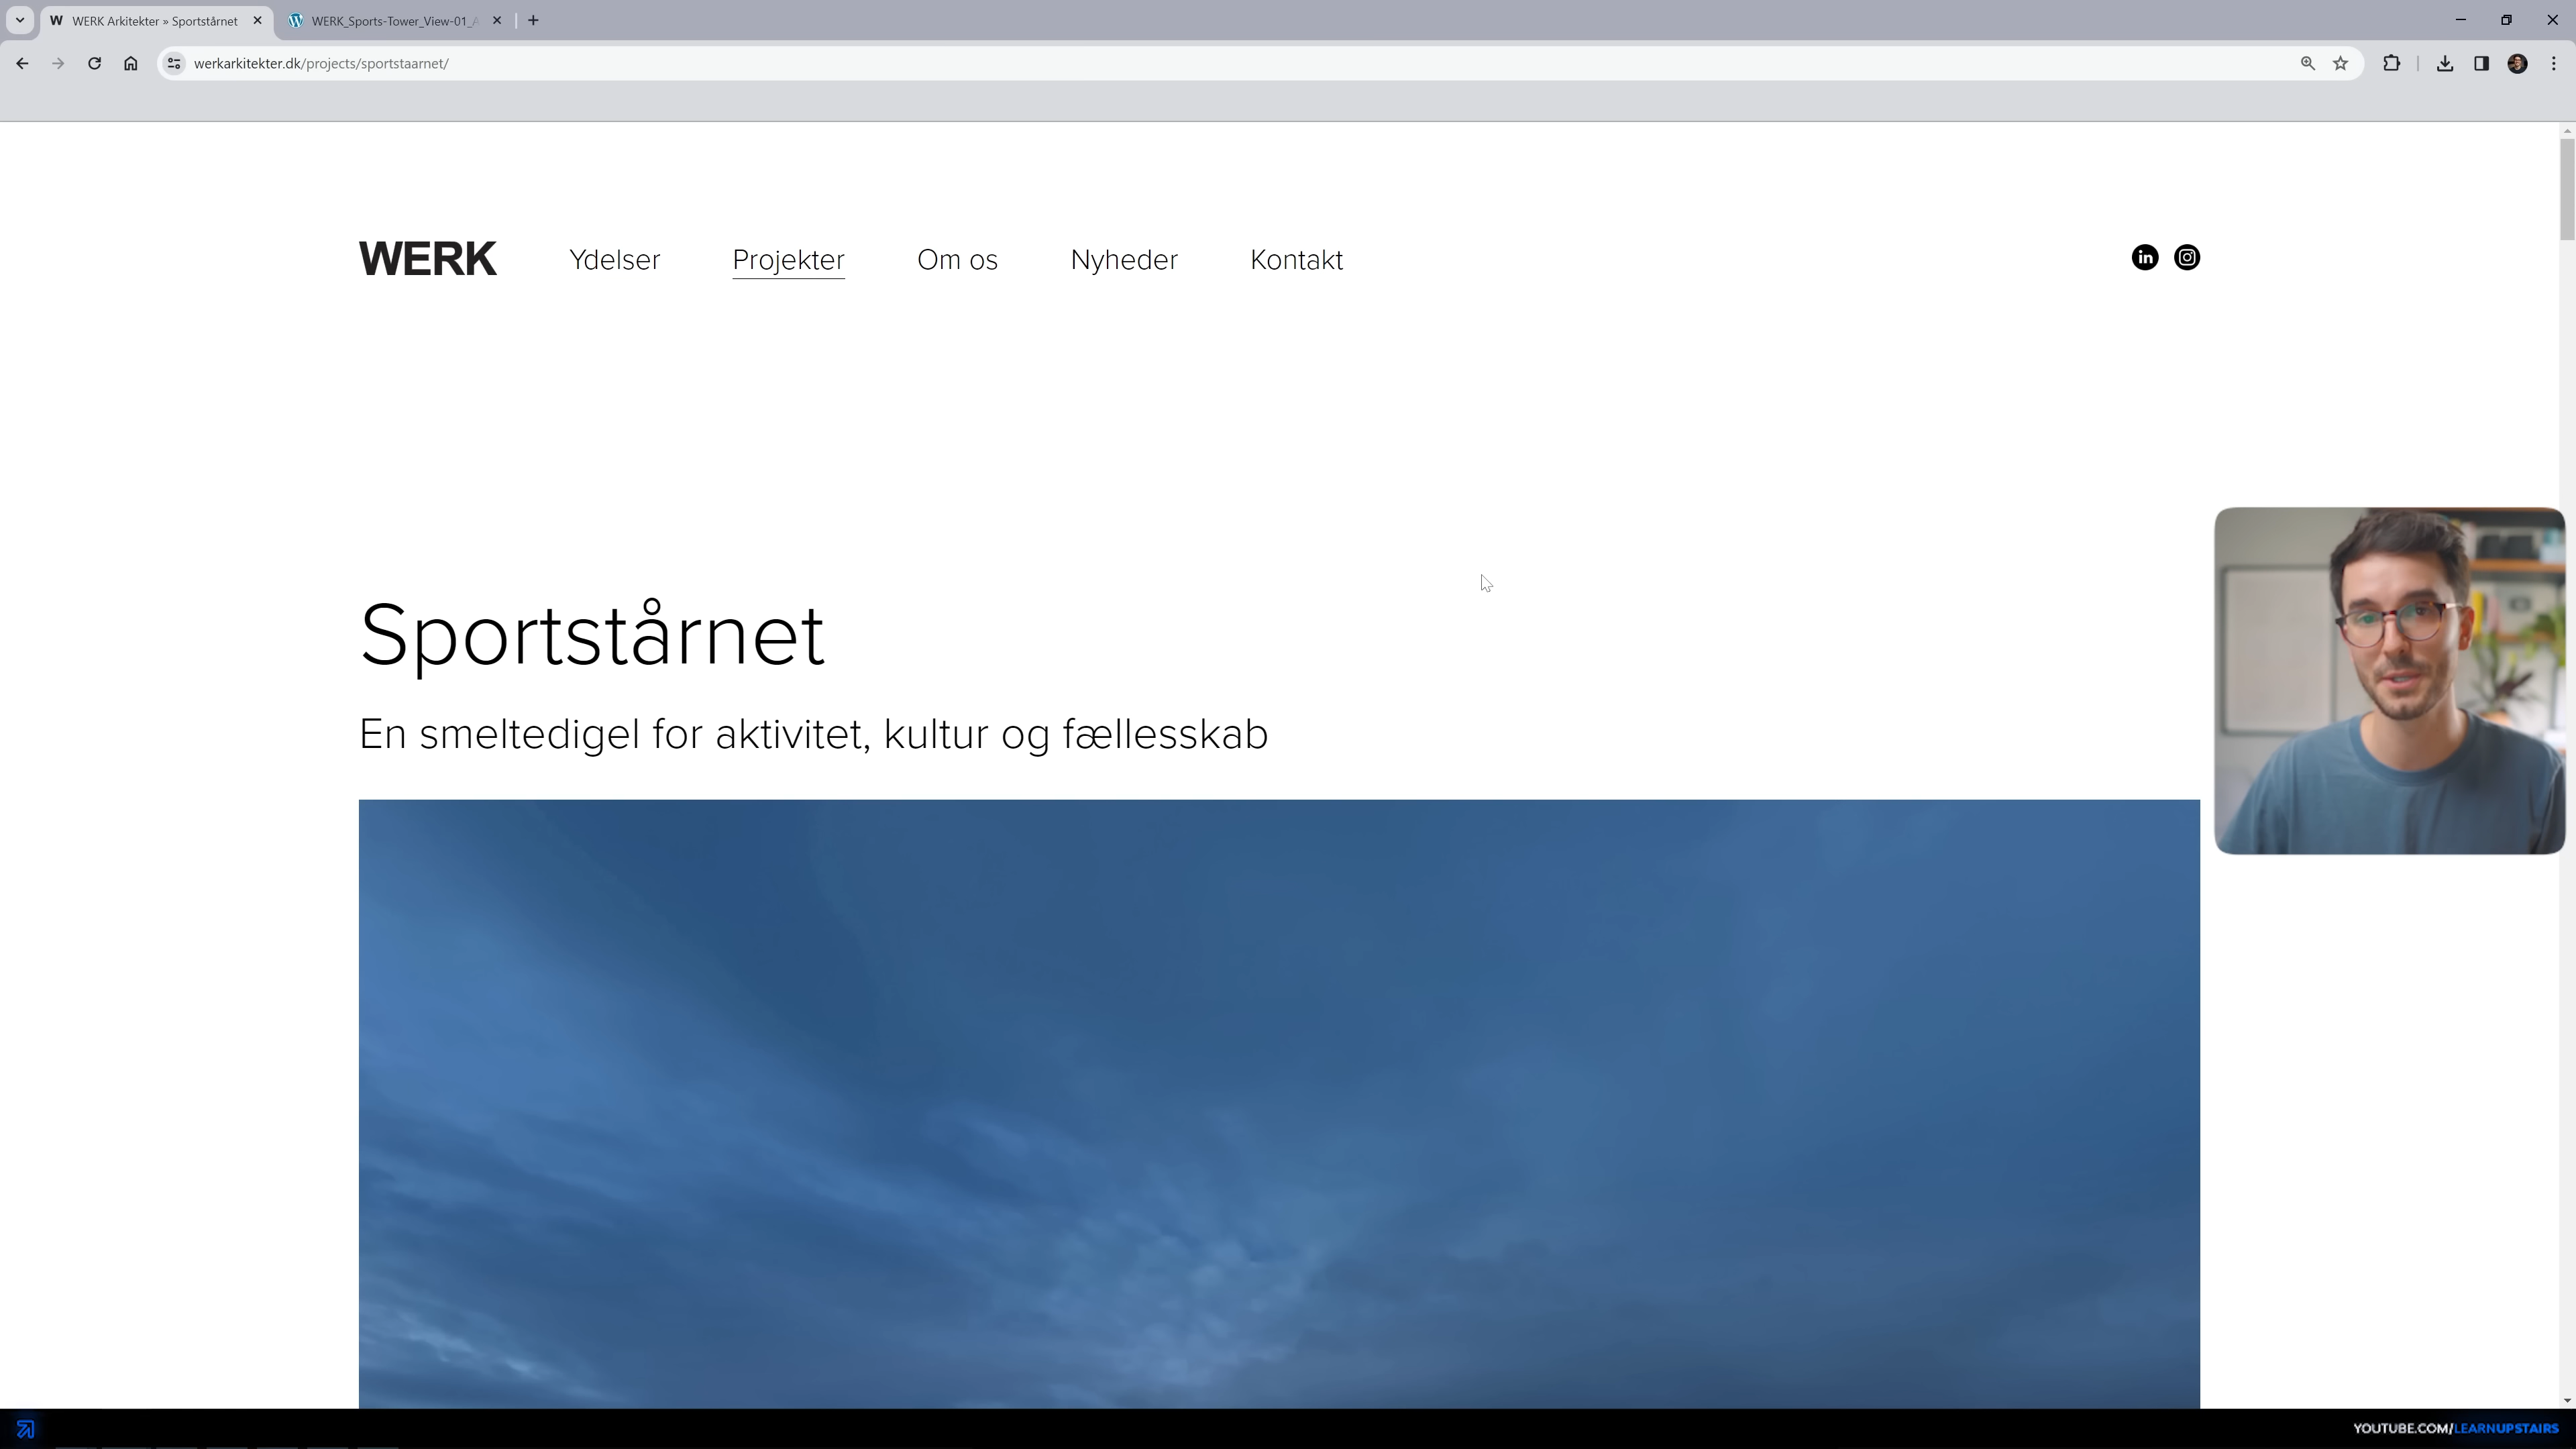 WERK Arkitekter » Sportstårnet
WERK_Sports-Tower_View-01_
werkarkitekter.dk/projects/sportstaarnet/
WERK
Ydelser
Projekter
Om os
Nyheder
Kontakt
in
Sportstårnet
En smeltedigel for aktivitet, kultur og fællesskab
YOUTUBE.COM/LEARNUPSTAIRS